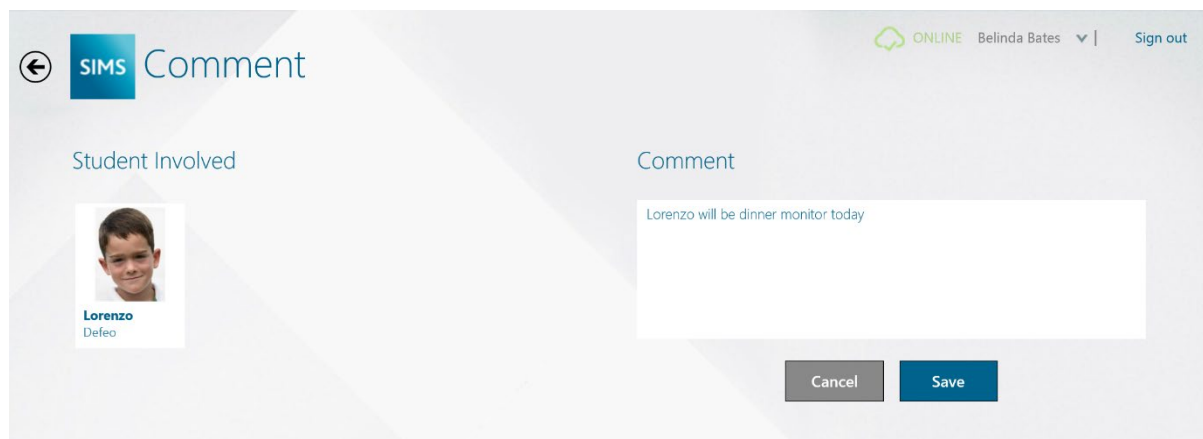 SIMS Comment
ONLINE Belinda Bates | Sign out
Student Involved
Comment
Lorenzo will be dinner monitor today
Lorenzo
Defeo
Cancel Save